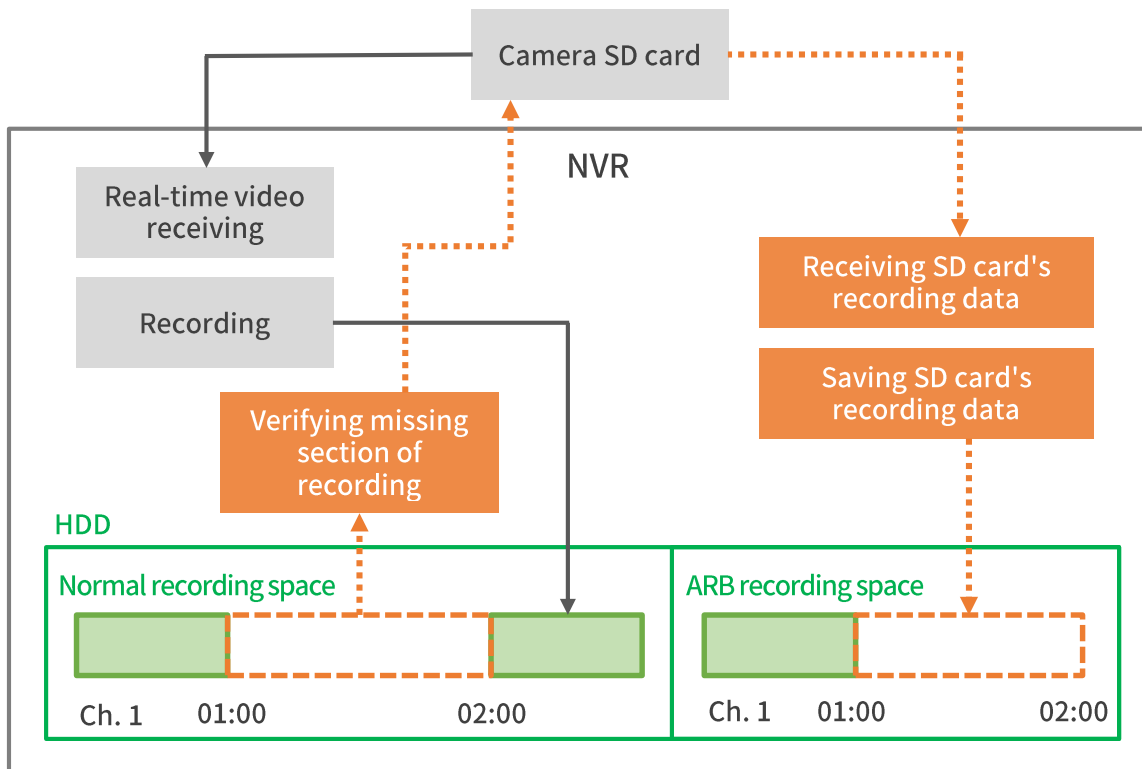 Camera SD card
NVR
Real-time video
receiving
Receiving SD card's
recording data
Recording
Saving SD card's
recording data
Verifying missing
section of
recording
HDD
Normal recording space
ARB recording space
Ch. 1
01:00
02:00
Ch. 1
01:00
02:00